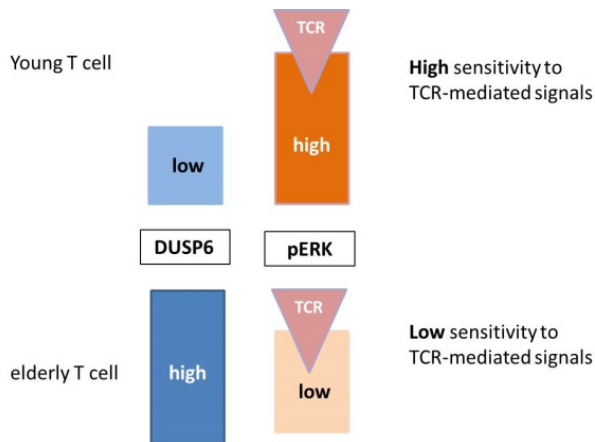 TCR
Young T cell
High sensitivity to
TCR-mediated signals
high
low
DUSP6
pERK
TCR
Low sensitivity to
TCR-mediated signals
elderly T cell
high
low